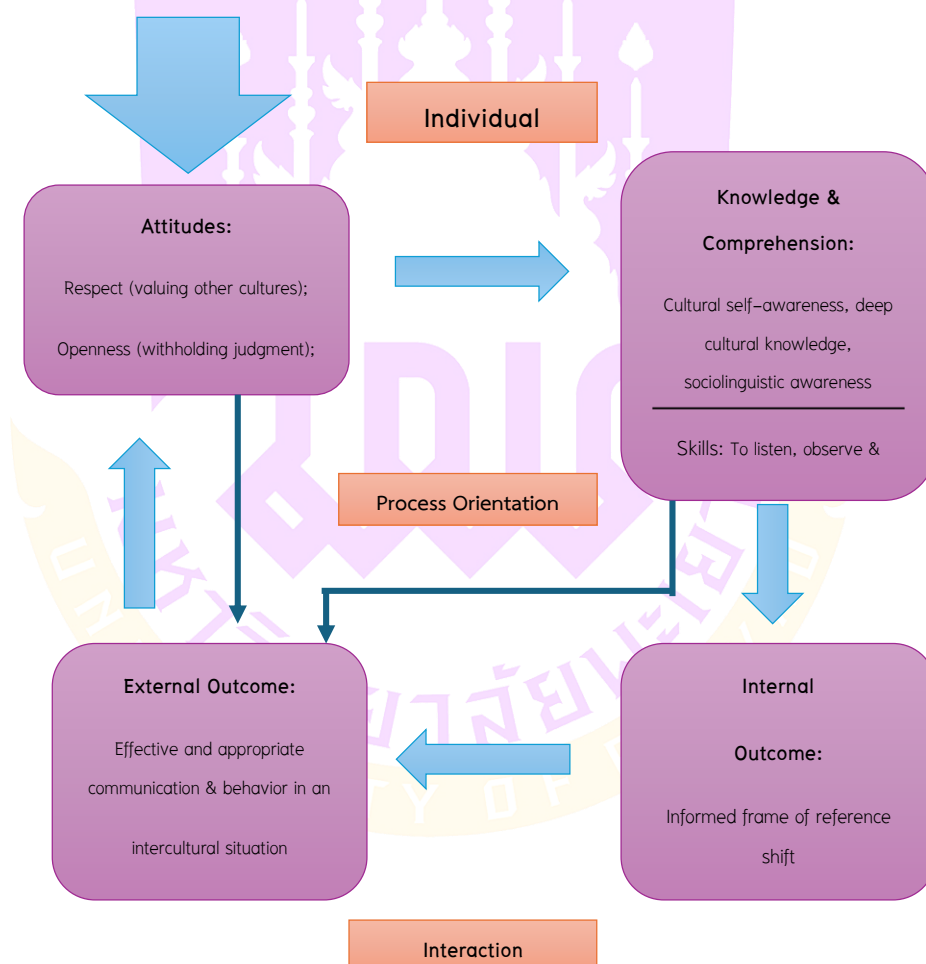 Individual
Attitudes:
Respect (valuing other cultures);
Openness (withholding judgment);
Knowledge &
Comprehension:
Cultural self-awareness, deep
cultural knowledge,
sociolinguistic awareness
Skills: To listen, observe &
Process Orientation
External Outcome:
Effective and appropriate
communication & behavior in an
intercultural situation
Internal
Outcome:
Informed frame of reference
shift
Interaction